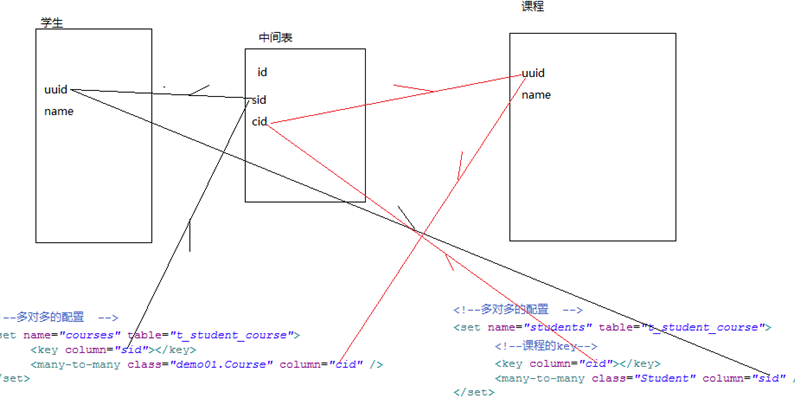 学生
中间表
课程
id
uuid
sid
name
cid
uuid
name
--多对多的配置 -->
set name="courses" table="t_student_course">
<key column="sid"></key>
<many-to-many class="demo01.Course" column="cid" />
/set>
<!--多对多的配置 -->
<set name="students" table="t_student_course">
<!--课程的key-->
<key column="cid"></key>
<many-to-many class="Student" column="sid" /
</set>